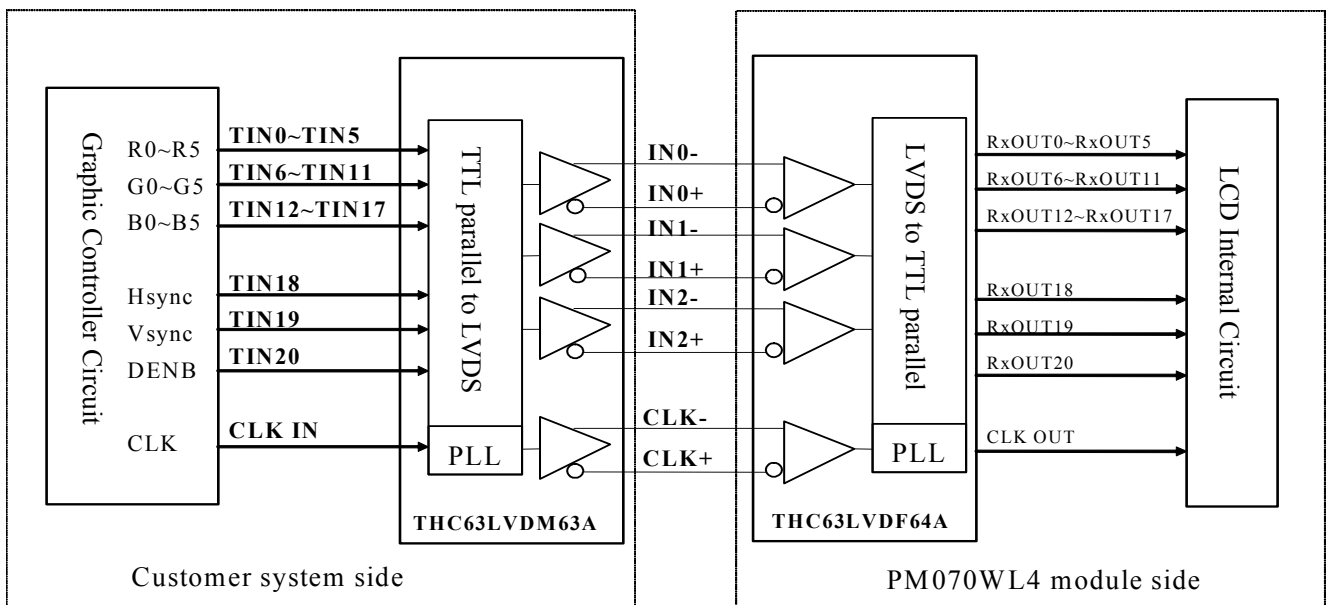 Graphic Controller Circuit
R0~R5
G0~G5
B0~B5
Hsync
Vsync
DENB
CLK
TIN0~TIN5
TIN6~TIN11
TIN12~TIN17
TIN18
TIN19
TIN20
CLK IN
TTL parallel to LVDS
PLL
THC63LVDM63A
Customer system side
IN0-
IN0+
IN1-
IN1+
IN2-
IN2+
CLK-
CLK+
LVDS to TTL parallel
PLL
THC63LVDF64A
RxOUT0~RxOUT5
RxOUT6~RxOUT11
RxOUT12~RxOUT17
RxOUT18
RxOUT19
RxOUT20
CLK OUT
LCD Internal Circuit
PM070WL4 module side